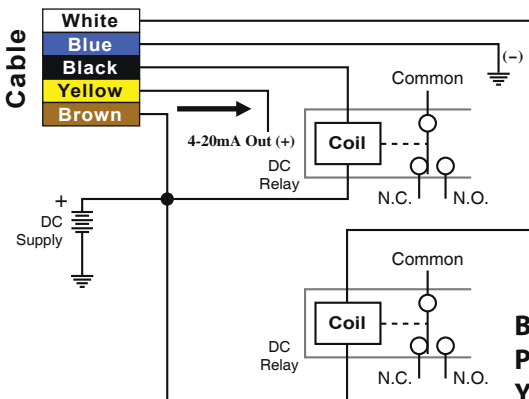 Cable
White
Blue
Black
Yellow
Brown
(−)
4-20mA Out (+)
Common
Coil
DC
Relay
N.C.
N.O.
+
DC
Supply
Common
Coil
DC
Relay
N.C.
N.O.
B
P
Y